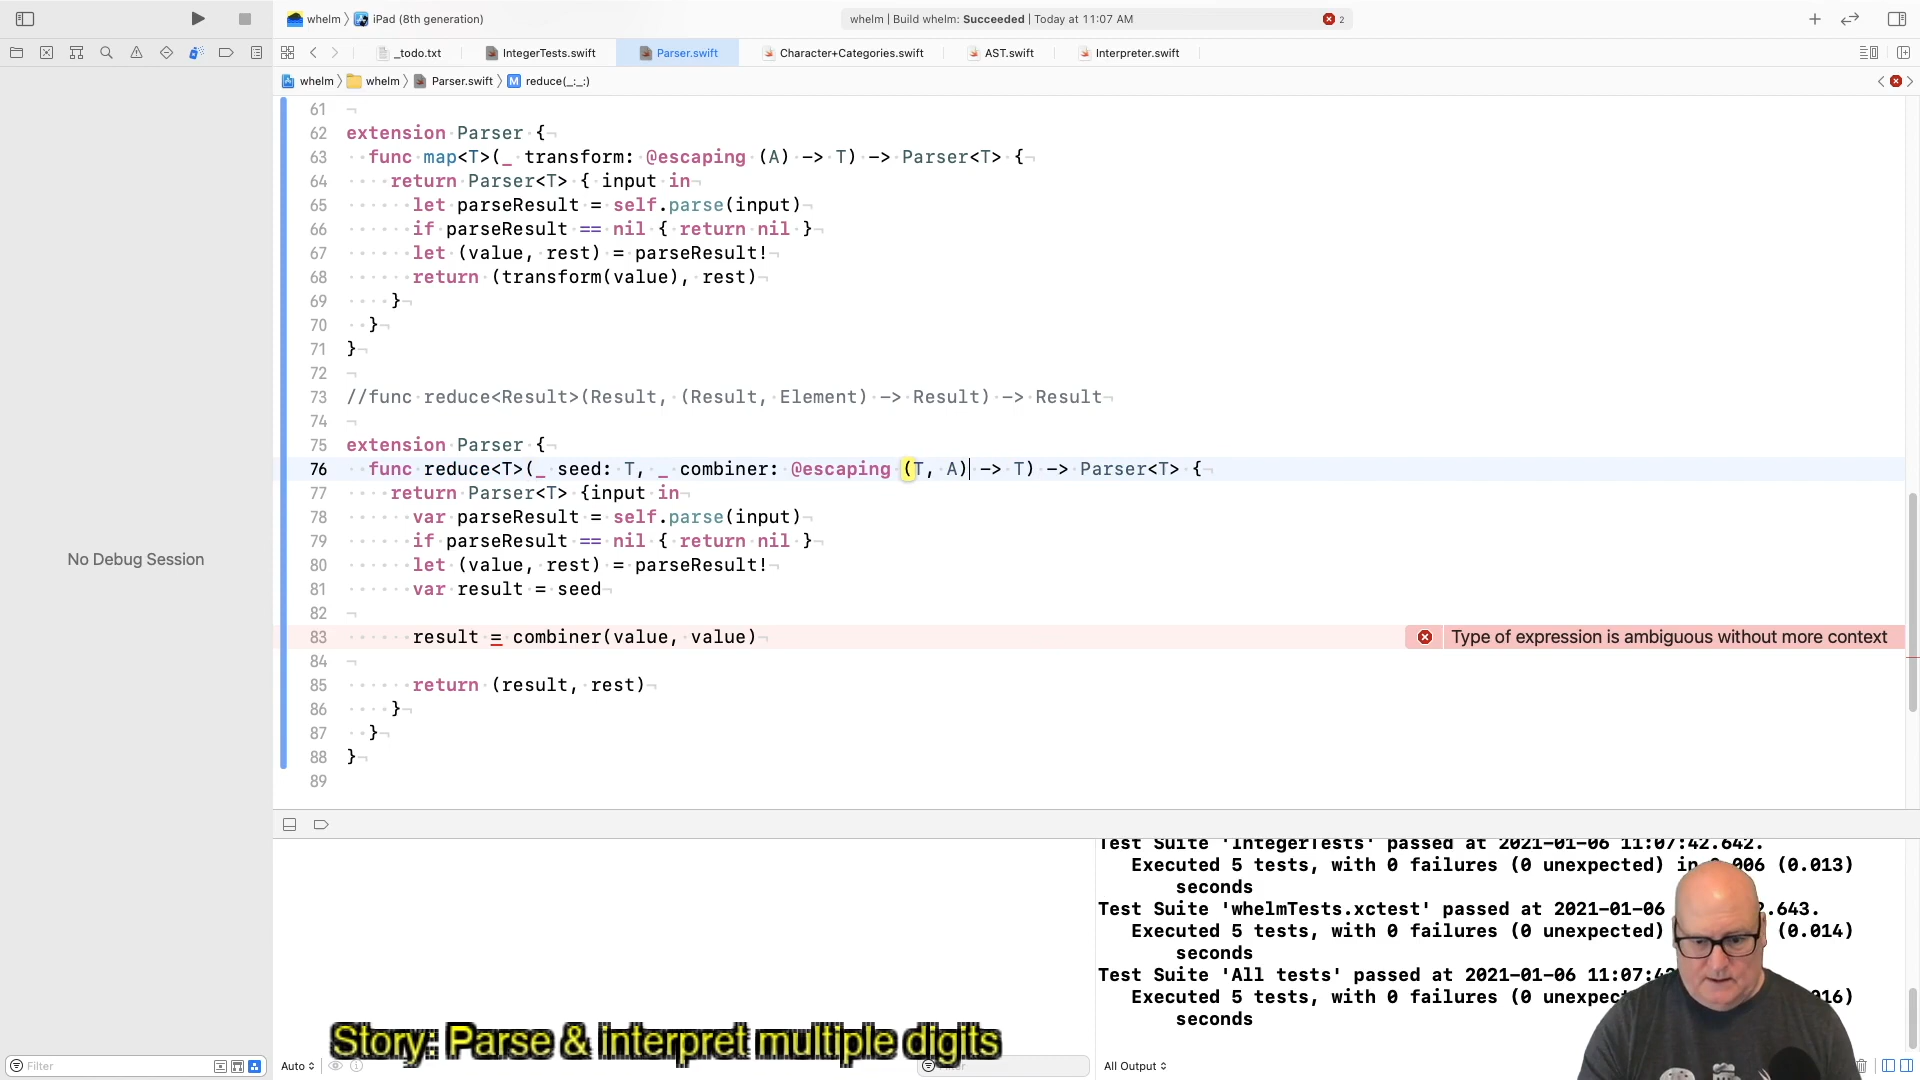 whelm
iPad (8th generation)
whelm | Build whelm: Succeeded | Today at 11:07 AM
2
_todo.txt
IntegerTests.swift
Parser.swift
Character+Categories.swift
AST.swift
Interpreter.swift
whelm
whelm
Parser.swift
M
reduce(_:_:)
61
62 extension Parser {
63 func map<T>(_ transform: @escaping (A) -> T) -> Parser<T> {
64 return Parser<T> { input in
65 let parseResult = self.parse(input)
66 if parseResult == nil { return nil }
67 let (value, rest) = parseResult!
68 return (transform(value), rest)
69 }
70 }
71 }
72
73 //func reduce<Result>(Result, (Result, Element) -> Result) -> Result
74
75 extension Parser {
76 func reduce<T>(_ seed: T, _ combiner: @escaping (T, A) -> T) -> Parser<T> {
77 return Parser<T> {input in
78 var parseResult = self.parse(input)
79 if parseResult == nil { return nil }
80 let (value, rest) = parseResult!
81 var result = seed
82
83 result = combiner(value, value)
Type of expression is ambiguous without more context
84
85 return (result, rest)
86 }
87 }
88 }
89
No Debug Session
Test Suite 'IntegerTests' passed at 2021-01-06 11:07:42.642.
Executed 5 tests, with 0 failures (0 unexpected) in 0.006 (0.013)
seconds
Test Suite 'whelmTests.xctest' passed at 2021-01-06 .643.
Executed 5 tests, with 0 failures (0 unexpected) (0.014)
seconds
Test Suite 'All tests' passed at 2021-01-06 11:07:42
Executed 5 tests, with 0 failures (0 016)
seconds
Story: Parse & interpret multiple digits
Filter
Auto
All Output